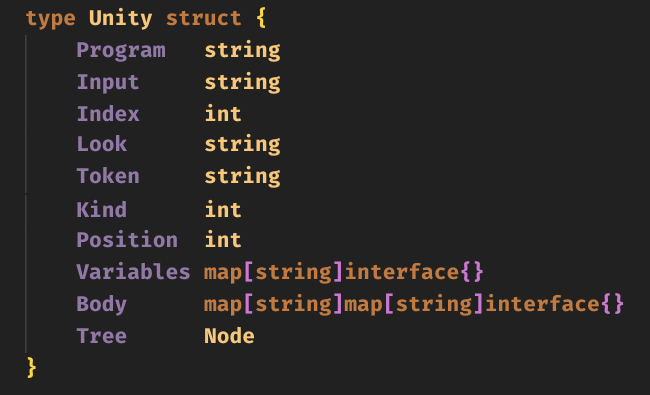 type Unity struct {
Program string
Input string
Index int
Look string
Token string
Kind int
Position int
Variables map[string]interface{}
Body map[string]map[string]interface{}
Tree Node
}